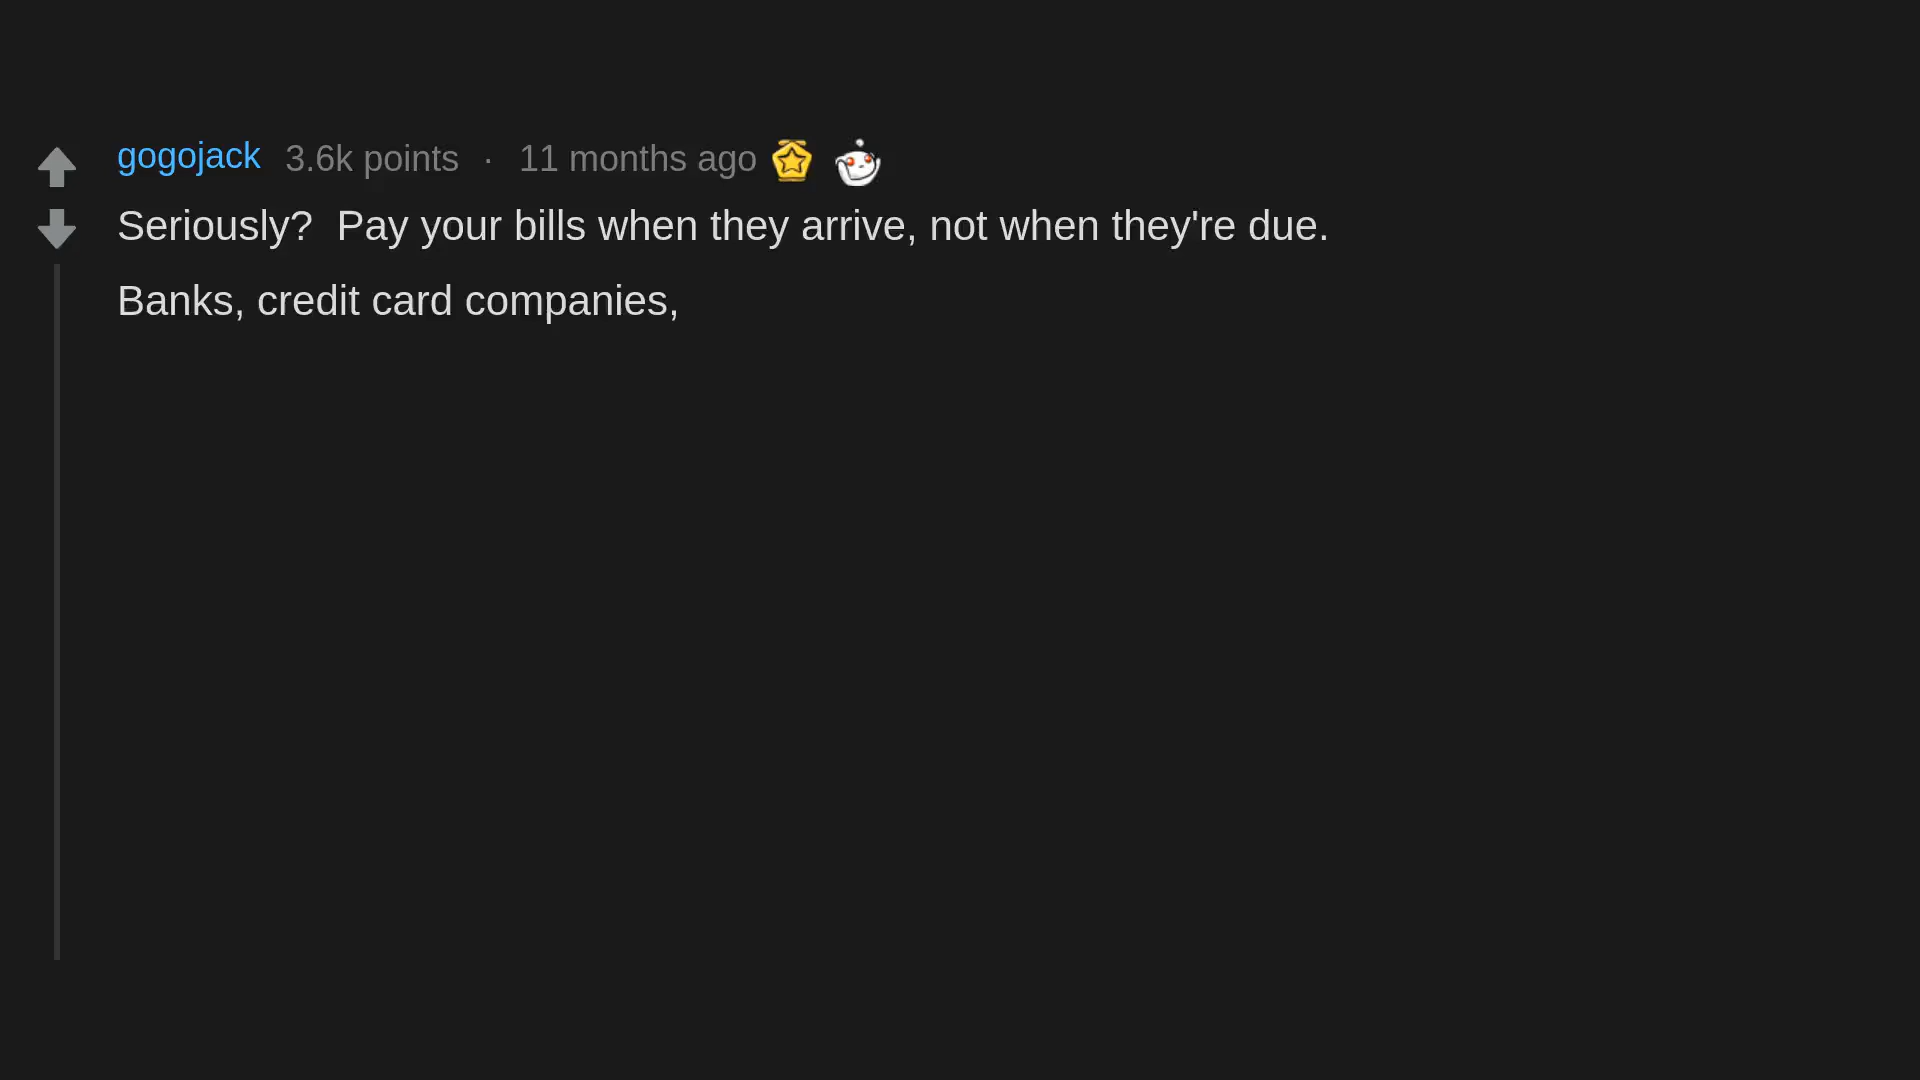 gogojack 3.6k points · 11 months ago
Seriously?  Pay your bills when they arrive, not when they're due.
Banks, credit card companies,